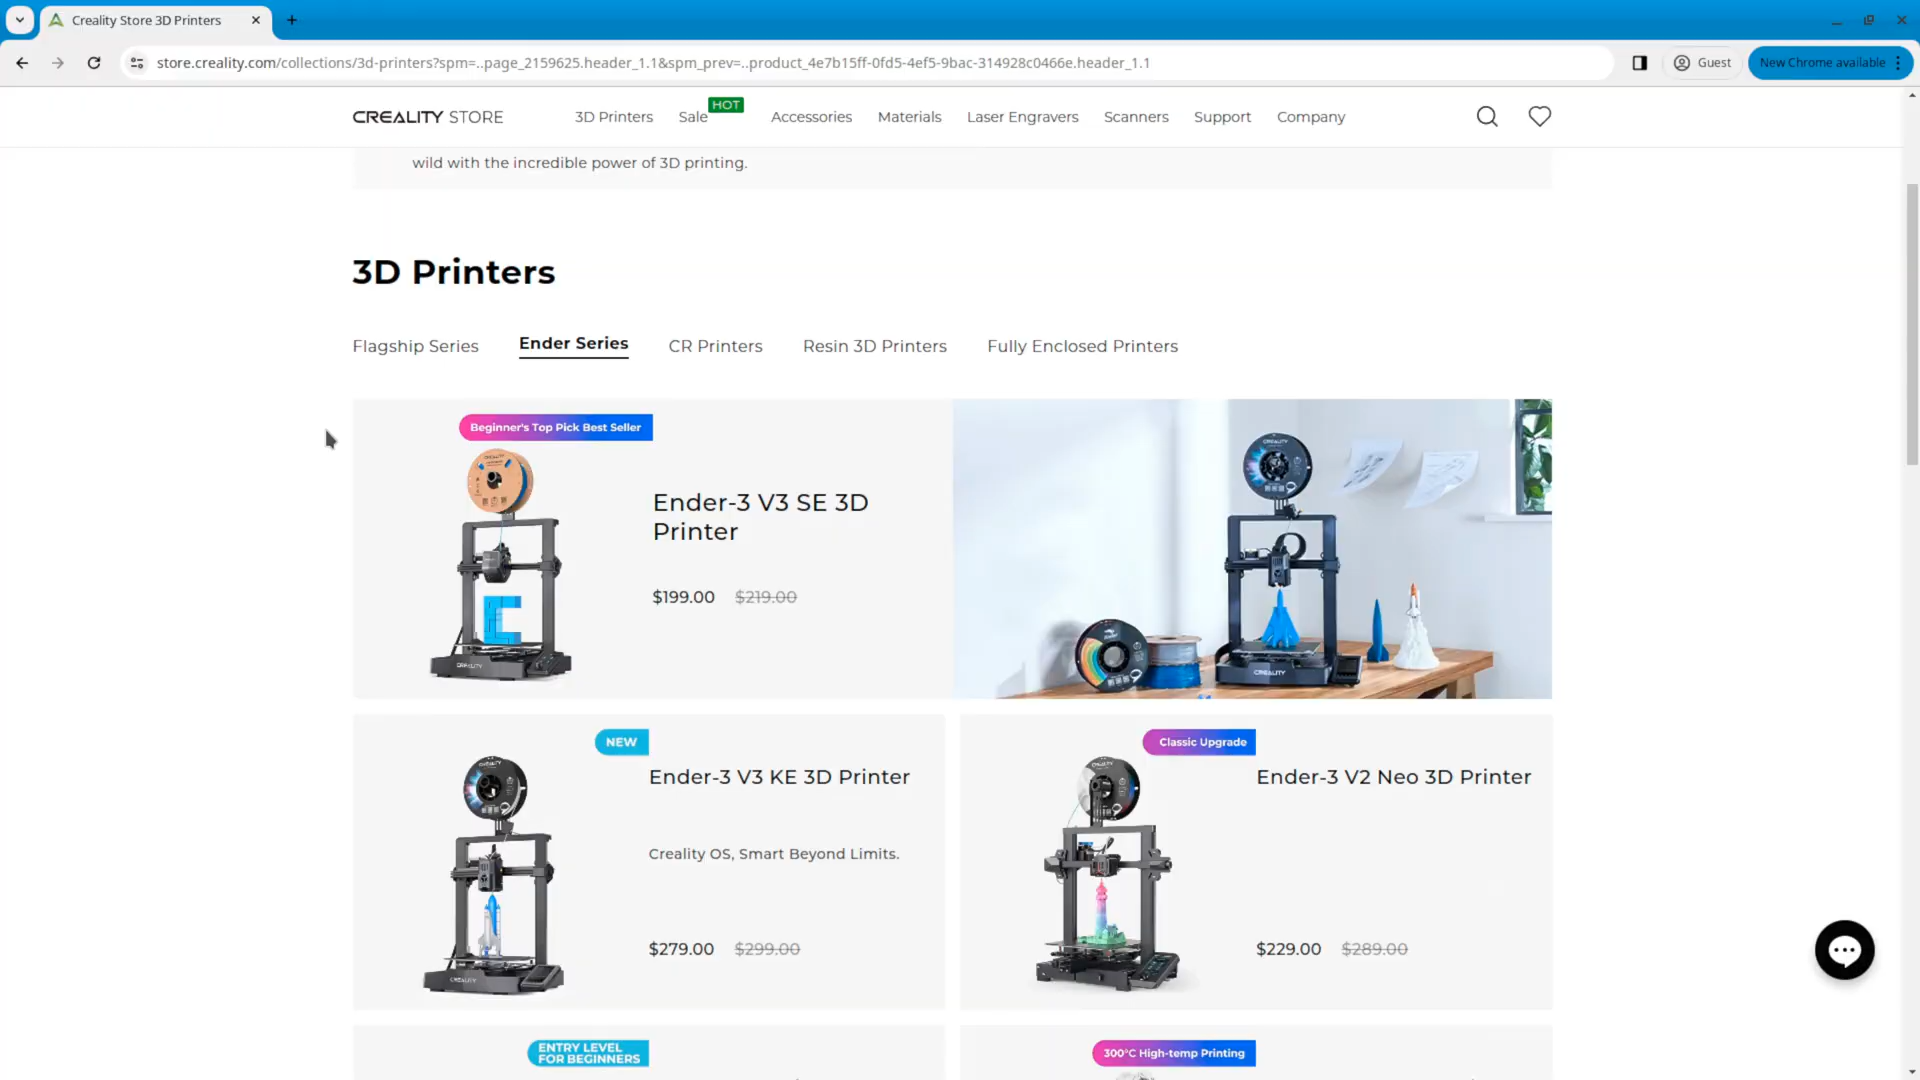 Creality Store 3D Printers
store.creality.com/collections/3d-printers?spm=..page_2159625.header_1.1&spm_prev=..product_4e7b15ff-0fd5-4ef5-9bac-314928c0466e.header_1.1
Guest
New Chrome available
CREALITY STORE
3D Printers
Sale
HOT
Accessories
Materials
Laser Engravers
Scanners
Support
Company
wild with the incredible power of 3D printing.
3D Printers
Flagship Series
Ender Series
CR Printers
Resin 3D Printers
Fully Enclosed Printers
Beginner's Top Pick Best Seller
Ender-3 V3 SE 3D
Printer
$199.00 $219.00
CREALITY
CREALITY
NEW
Ender-3 V3 KE 3D Printer
Creality OS, Smart Beyond Limits.
$279.00 $299.00
CREALITY
Classic Upgrade
Ender-3 V2 Neo 3D Printer
$229.00 $289.00
ENTRY LEVEL
FOR BEGINNERS
300°C High-temp Printing